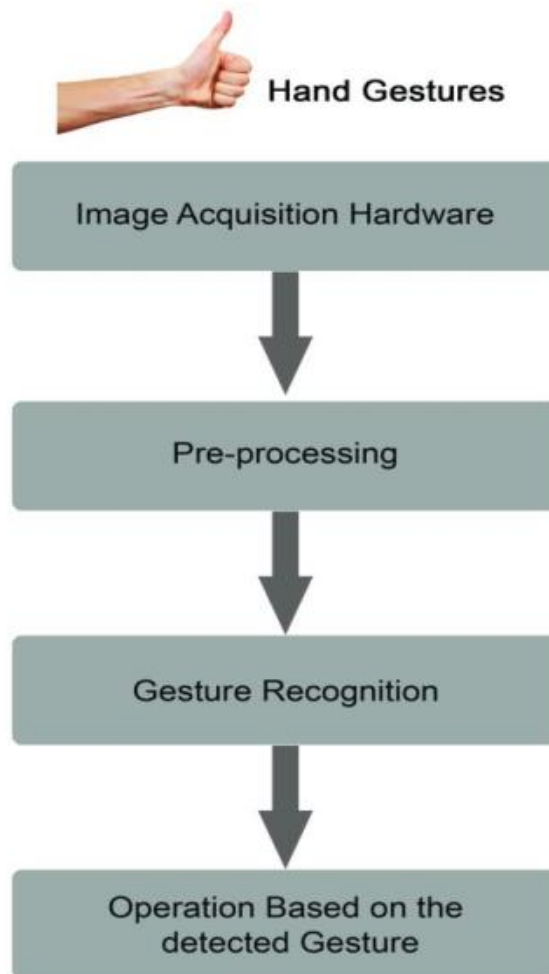 Hand Gestures
Image Acquisition Hardware
Pre-processing
Gesture Recognition
Operation Based on the
detected Gesture